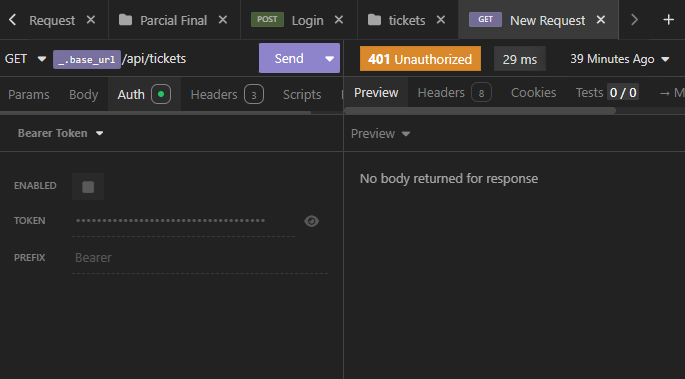 Request Parcial Final POST Login tickets GET New Request
GET _.base_url /api/tickets Send 401 Unauthorized 29 ms 39 Minutes Ago
Params Body Auth Headers 3 Scripts Preview Headers 8 Cookies Tests 0 / 0 → M
Bearer Token Preview
ENABLED No body returned for response
TOKEN ••••••••••••••••••••••••••••••••••••
PREFIX Bearer